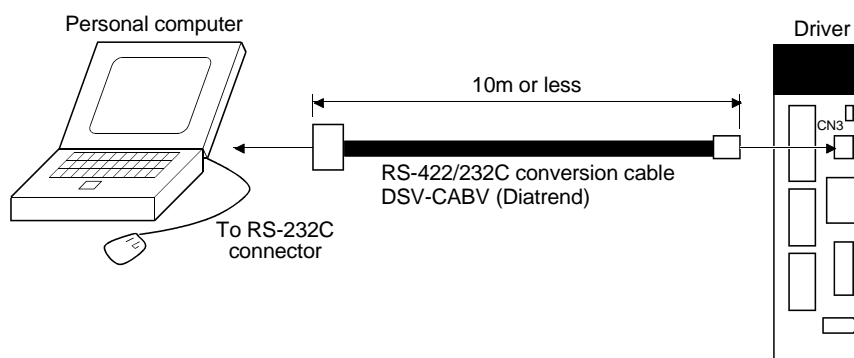 Personal computer
Driver
10m or less
CN3
RS-422/232C conversion cable
DSV-CABV (Diatrend)
To RS-232C
connector